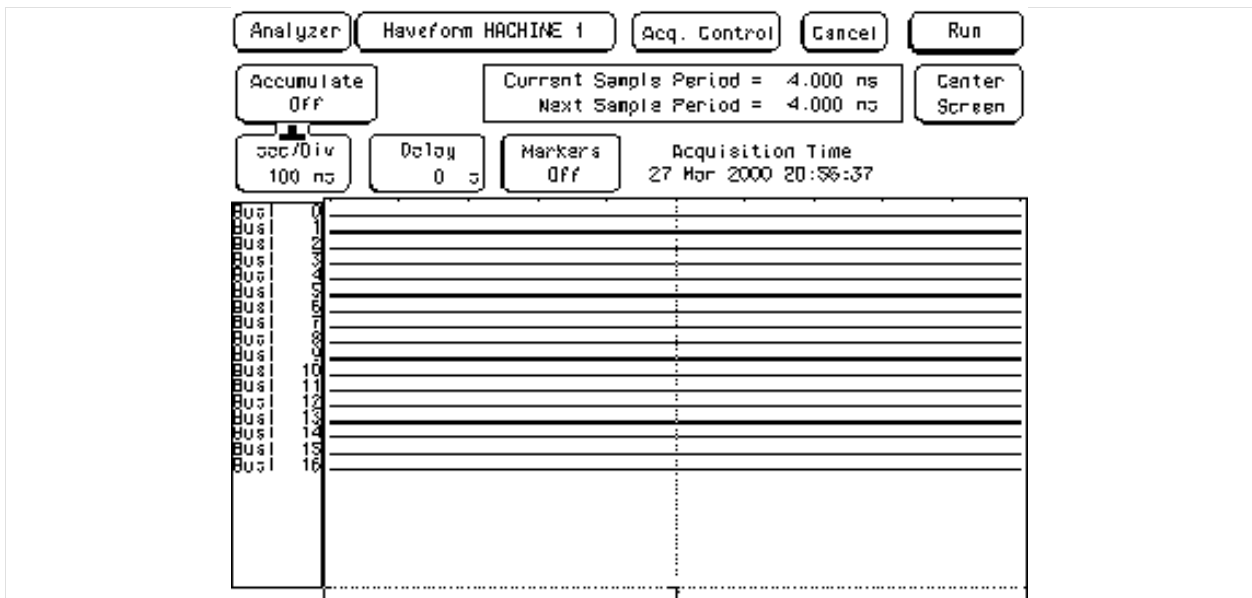 Analyzer Waveform MACHINE 1 Acq. Control Cancel Run
Accumulate
Off
Current Sample Period = 4.000 ns
Next Sample Period = 4.000 ns
Center
Screen
sec/Div
100 ns
Delay
0 s
Markers
Off
Acquisition Time
27 Mar 2000 20:56:37
Bus1 0
Bus1 1
Bus1 2
Bus1 3
Bus1 4
Bus1 5
Bus1 6
Bus1 7
Bus1 8
Bus1 9
Bus1 10
Bus1 11
Bus1 12
Bus1 13
Bus1 14
Bus1 15
Bus1 16